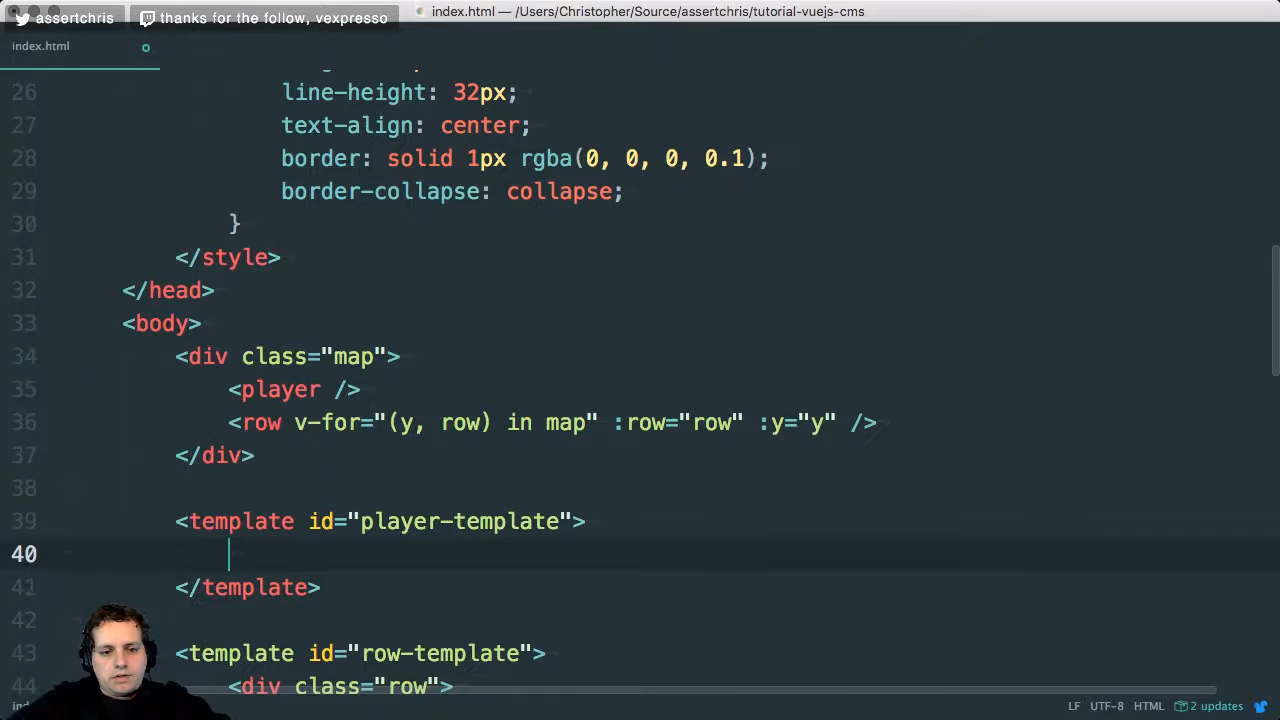 assertchris
thanks for the follow, vexpresso
index.html — /Users/Christopher/Source/assertchris/tutorial-vuejs-cms
index.html
26 line-height: 32px;
27 text-align: center;
28 border: solid 1px rgba(0, 0, 0, 0.1);
29 border-collapse: collapse;
30 }
31 </style>
32 </head>
33 <body>
34 <div class="map">
35 <player />
36 <row v-for="(y, row) in map" :row="row" :y="y" />
37 </div>
38
39 <template id="player-template">
40
41 </template>
42
43 <template id="row-template">
44 <div class="row">
LF UTF-8 HTML 2 updates